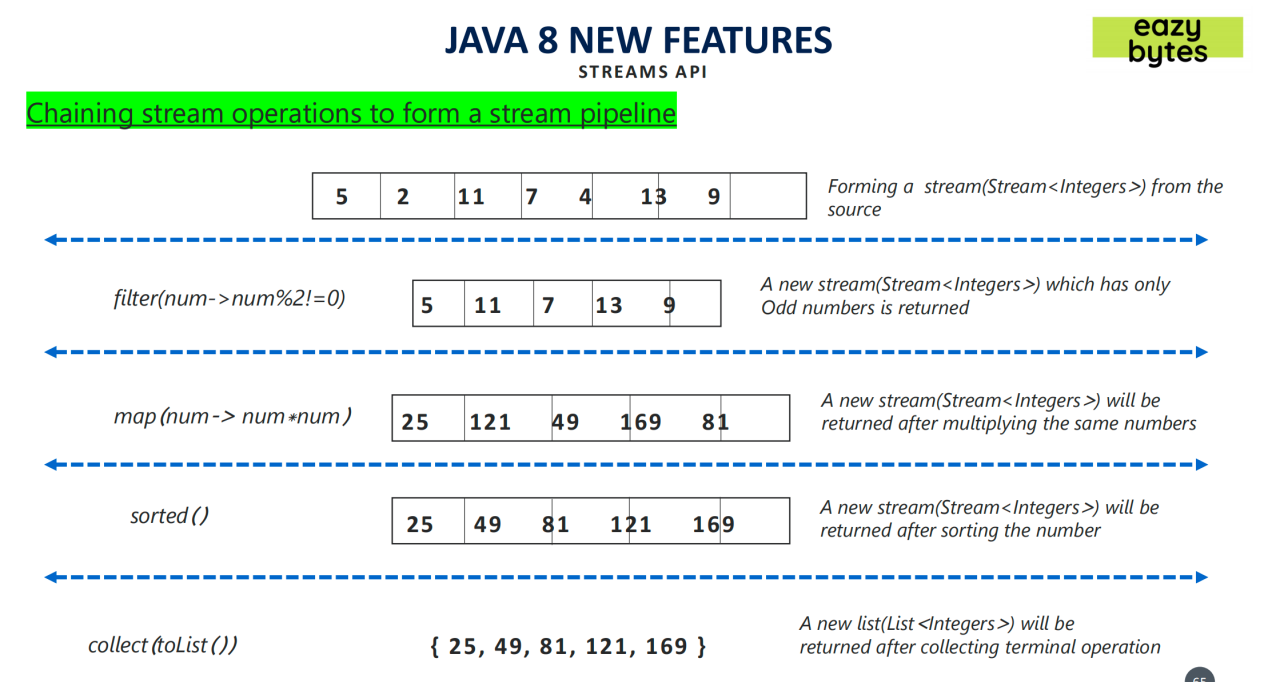 JAVA 8 NEW FEATURES
STREAMS API
eazy
bytes
Chaining stream operations to form a stream pipeline
5 2 11 7 4 13 9
Forming a stream(Stream<Integers>) from the
source
filter(num->num%2!=0)
5 11 7 13 9
A new stream(Stream<Integers>) which has only
Odd numbers is returned
map(num-> num*num)
25 121 49 169 81
A new stream(Stream<Integers>) will be
returned after multiplying the same numbers
sorted()
25 49 81 121 169
A new stream(Stream<Integers>) will be
returned after sorting the number
collect(toList())
{ 25, 49, 81, 121, 169 }
A new list(List<Integers>) will be
returned after collecting terminal operation
65